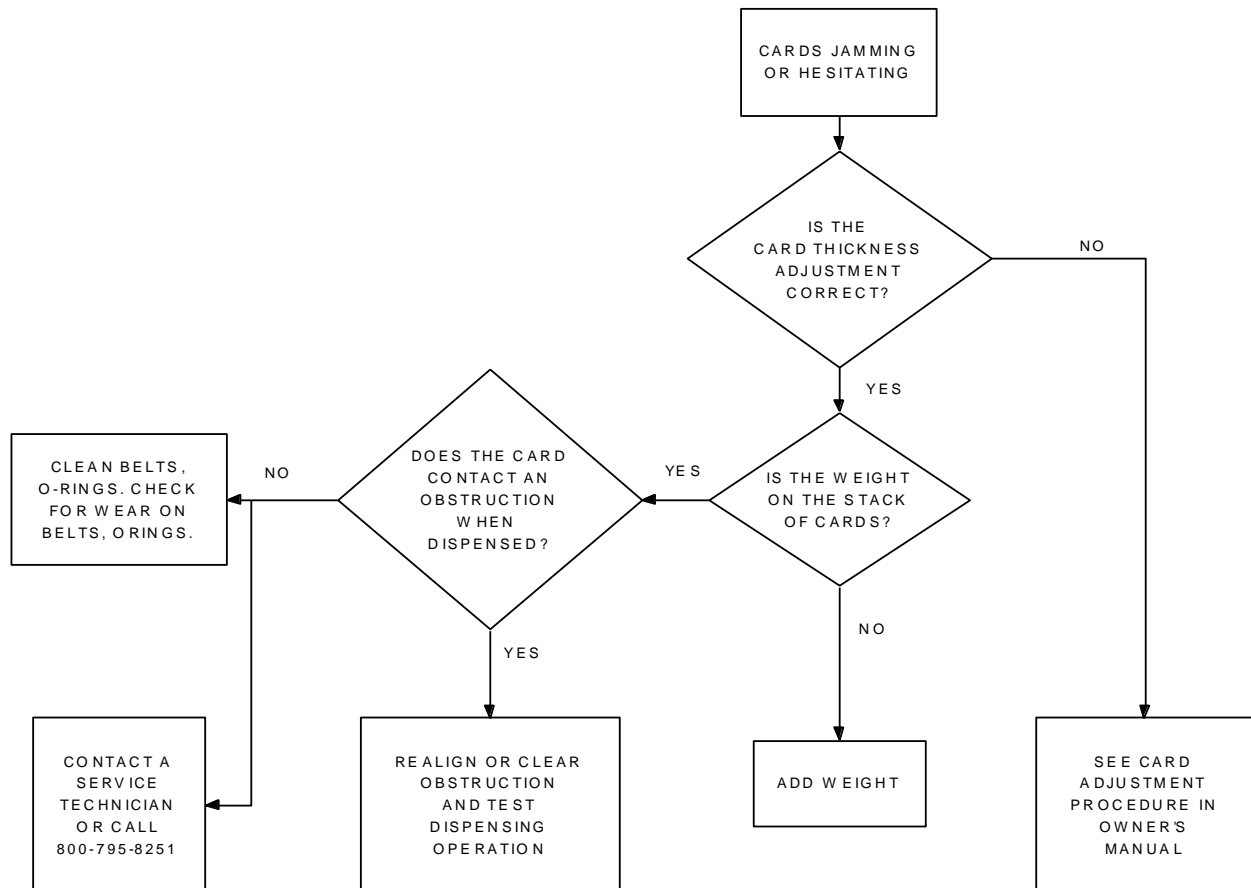 CARDS JAMMING
OR HESITATING
IS THE
CARD THICKNESS
ADJUSTMENT
CORRECT?
NO
YES
IS THE WEIGHT
ON THE STACK
OF CARDS?
YES
DOES THE CARD
CONTACT AN
OBSTRUCTION
WHEN
DISPENSED?
NO
CLEAN BELTS,
O-RINGS. CHECK
FOR WEAR ON
BELTS, ORINGS.
YES
NO
CONTACT A
SERVICE
TECHNICIAN
OR CALL
800-795-8251
REALIGN OR CLEAR
OBSTRUCTION
AND TEST
DISPENSING
OPERATION
ADD WEIGHT
SEE CARD
ADJUSTMENT
PROCEDURE IN
OWNER'S
MANUAL